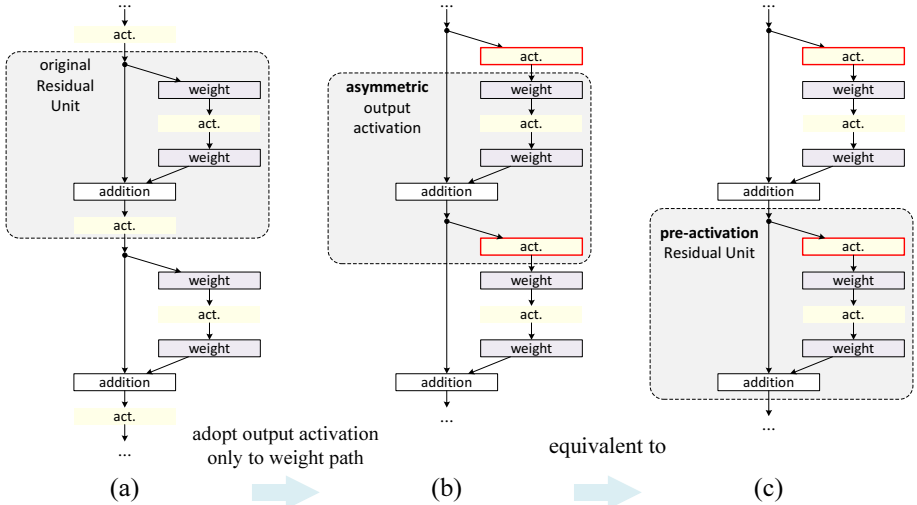 ...
act.
original
Residual
Unit
weight
act.
weight
addition
act.
weight
act.
weight
addition
act.
...
(a)
adopt output activation
only to weight path
...
act.
asymmetric
output
activation
weight
act.
weight
addition
act.
weight
act.
weight
addition
...
(b)
equivalent to
...
act.
weight
act.
weight
addition
pre-activation
Residual Unit
act.
weight
act.
weight
addition
...
(c)